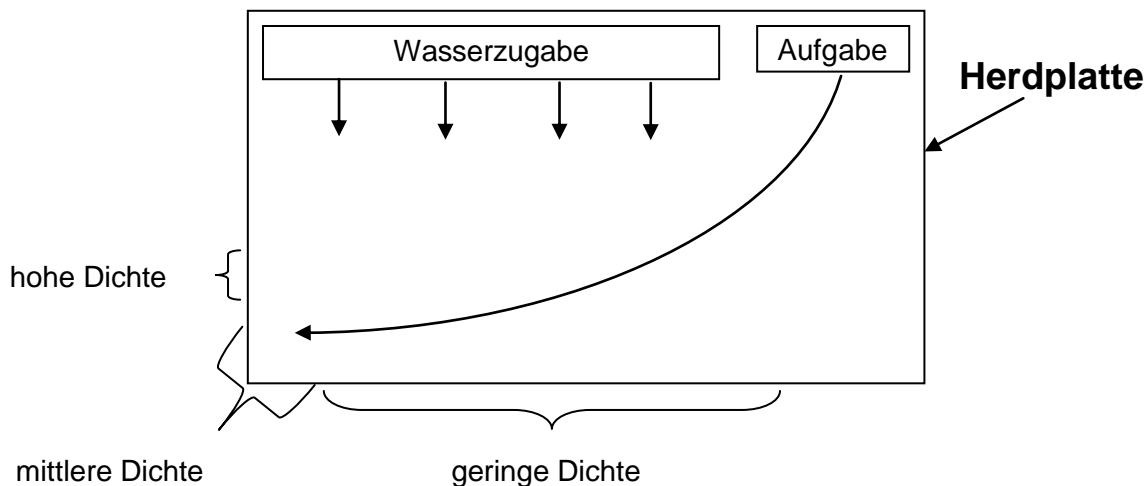 Wasserzugabe
Aufgabe
Herdplatte
hohe Dichte
mittlere Dichte
geringe Dichte